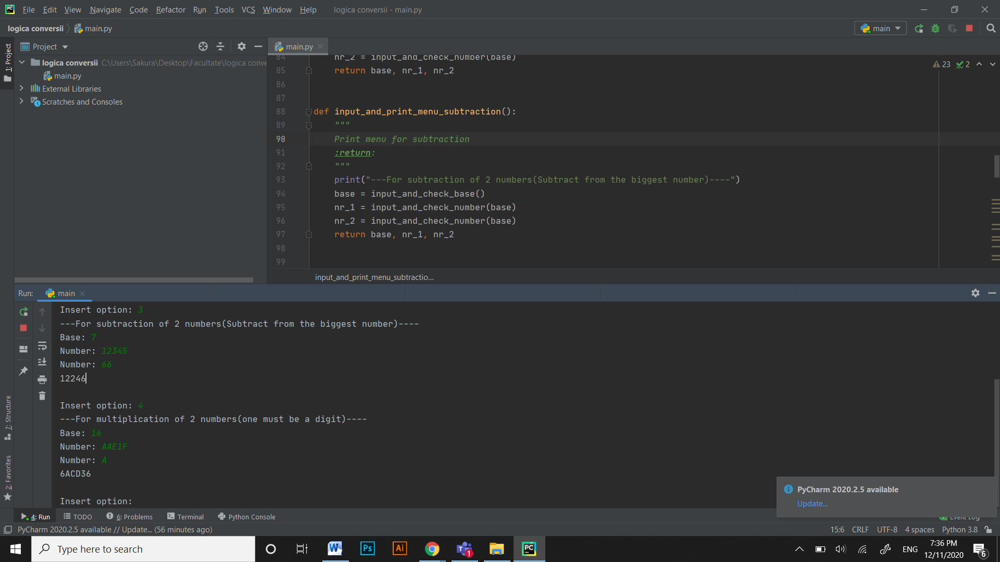 File Edit View Navigate Code Refactor Run Tools VCS Window Help logica conversii - main.py
logica conversii main.py main
1: Project
Project
logica conversii C:\Users\Sakura\Desktop\Facultate\logica conve
main.py
External Libraries
Scratches and Consoles
main.py
23 2
84 nr_2 = input_and_check_number(base)
85 return base, nr_1, nr_2
86
87
88 def input_and_print_menu_subtraction():
89 """
90 Print menu for subtraction
91 :return:
92 """
93 print("---For subtraction of 2 numbers(Subtract from the biggest number)----")
94 base = input_and_check_base()
95 nr_1 = input_and_check_number(base)
96 nr_2 = input_and_check_number(base)
97 return base, nr_1, nr_2
98
99
input_and_print_menu_subtractio...
Run: main
Insert option: 3
---For subtraction of 2 numbers(Subtract from the biggest number)----
Base: 7
Number: 12345
Number: 66
12246
Insert option: 4
---For multiplication of 2 numbers(one must be a digit)----
Base: 16
Number: AAE1F
Number: A
6ACD36
Insert option:
7: Structure
2: Favorites
PyCharm 2020.2.5 available
Update...
4: Run TODO 6: Problems Terminal Python Console Event Log
PyCharm 2020.2.5 available // Update... (56 minutes ago) 15:6 CRLF UTF-8 4 spaces Python 3.8
Type here to search
W Ps Ai T 1 PC
ENG
7:36 PM
12/11/2020
6